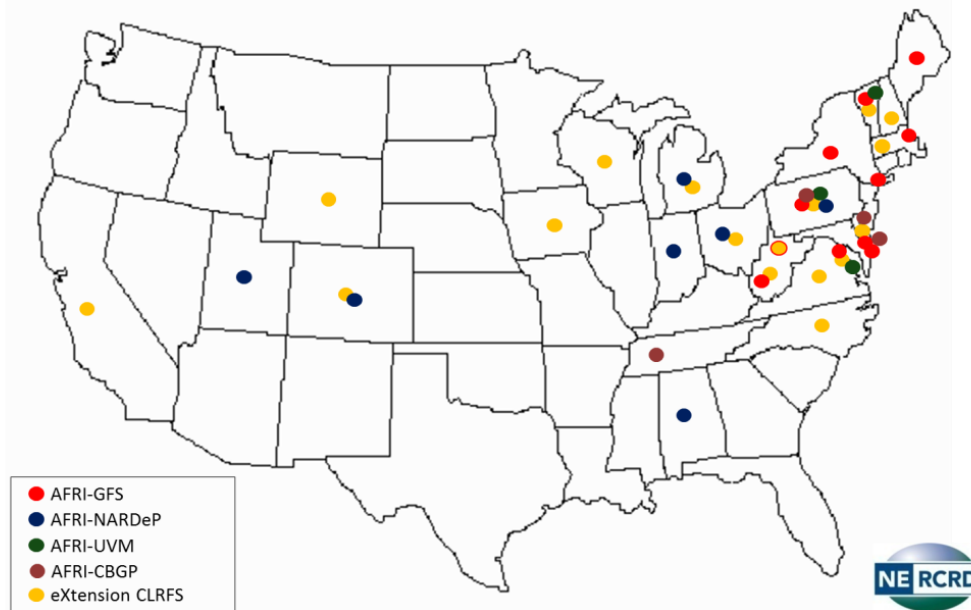 AFRI-GFS
AFRI-NARDeP
AFRI-UVM
AFRI-CBGP
eXtension CLRFS
NE RCRD